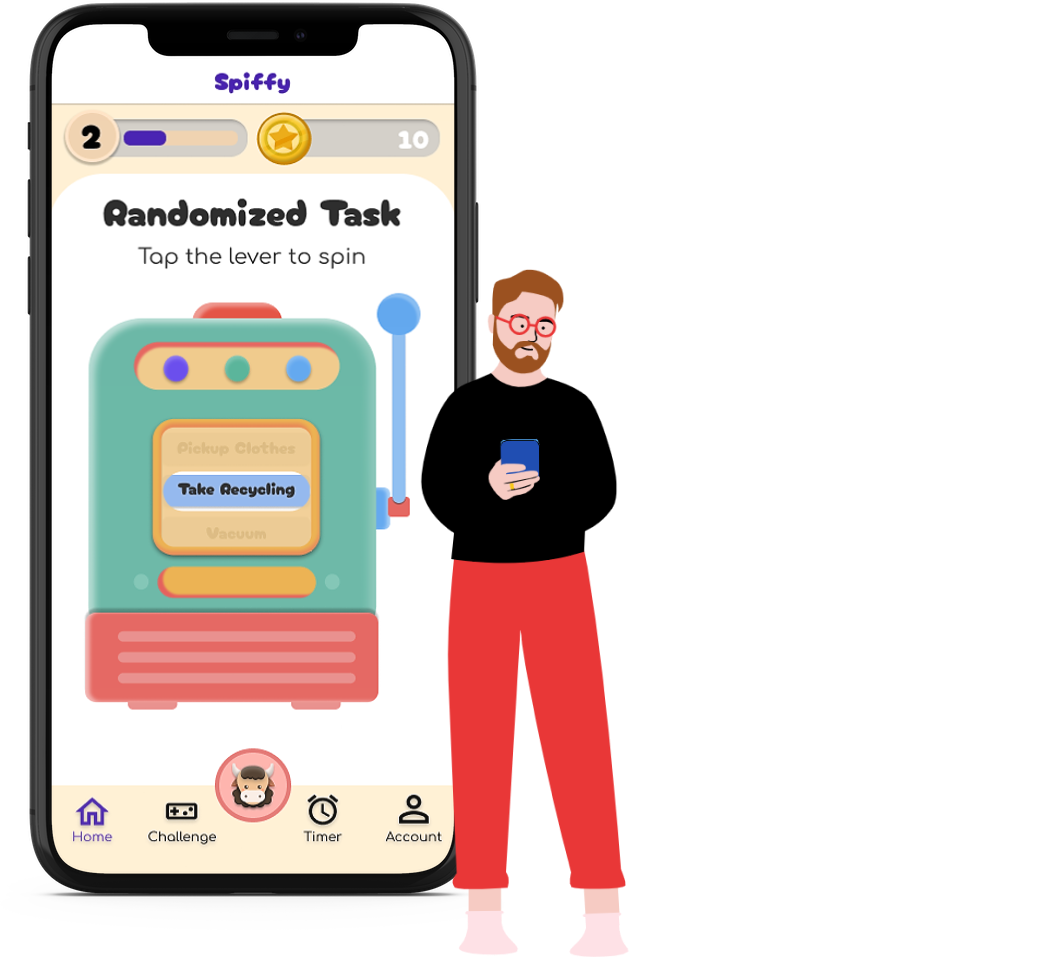 Spiffy
2
10
Randomized Task
Tap the lever to spin
Pickup Clothes
Take Recycling
Vacuum
Home
Challenge
Timer
Account